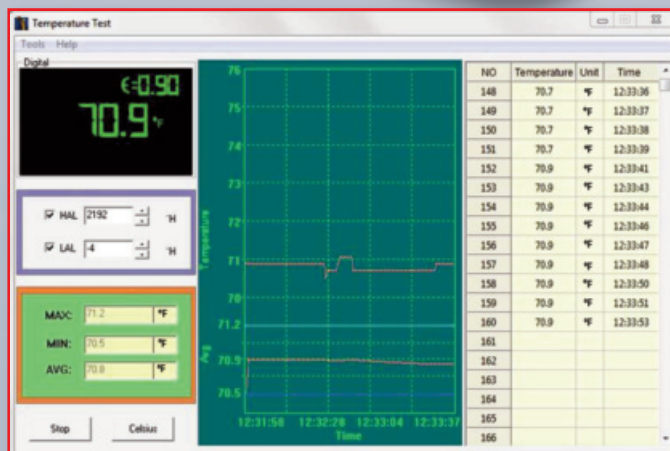 Temperature Test
Tools Help
Digital
ϵ=0.90
70.9 °F
HAL 2192 °H
LAL -4 °H
MAX: 71.2 °F
MIN: 70.5 °F
AVG: 70.8 °F
Stop Celsius
Temperature
76
75
74
73
72
71
70
Avg
71.2
70.9
70.5
12:31:50 12:32:20 12:33:04 12:33:37
Time
NO Temperature Unit Time
148 70.7 °F 12:33:36
149 70.7 °F 12:33:37
150 70.7 °F 12:33:38
151 70.7 °F 12:33:39
152 70.9 °F 12:33:41
153 70.9 °F 12:33:43
154 70.9 °F 12:33:44
155 70.9 °F 12:33:46
156 70.9 °F 12:33:47
157 70.9 °F 12:33:48
158 70.9 °F 12:33:50
159 70.9 °F 12:33:51
160 70.9 °F 12:33:53
161
162
163
164
165
166